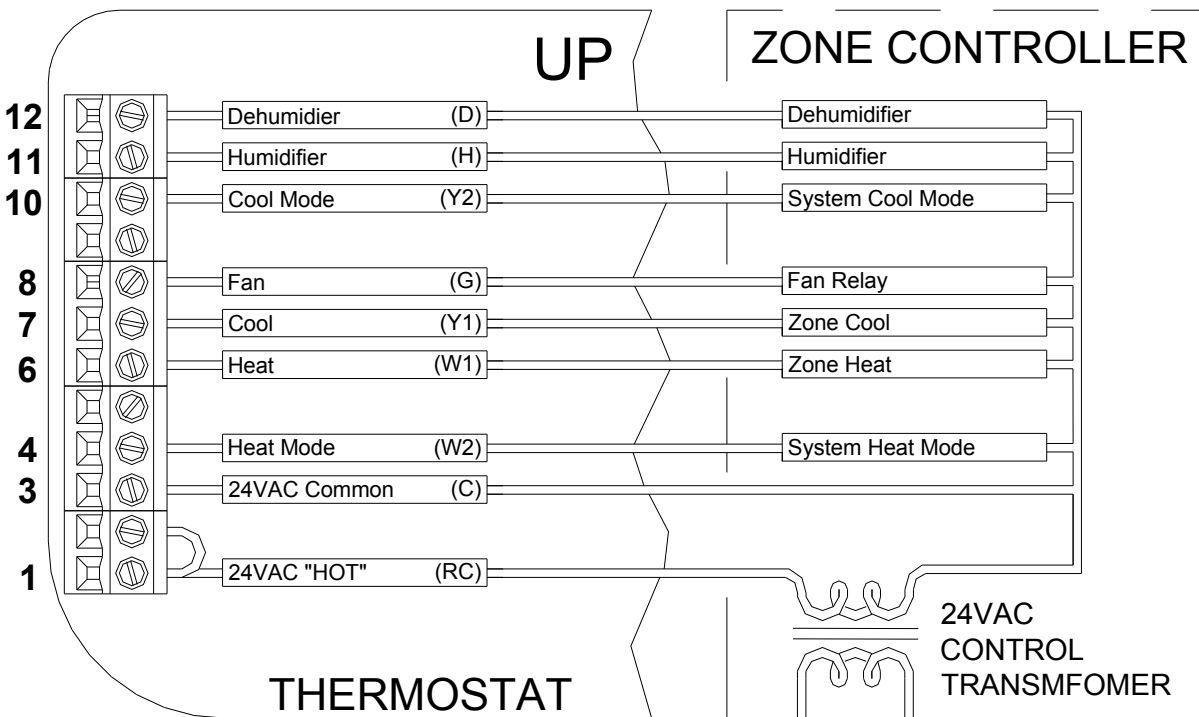 UP
ZONE CONTROLLER
12 Dehumidier (D) Dehumidifier
11 Humidifier (H) Humidifier
10 Cool Mode (Y2) System Cool Mode
8 Fan (G) Fan Relay
7 Cool (Y1) Zone Cool
6 Heat (W1) Zone Heat
4 Heat Mode (W2) System Heat Mode
3 24VAC Common (C)
1 24VAC "HOT" (RC)
24VAC
CONTROL
TRANSMFOMER
THERMOSTAT